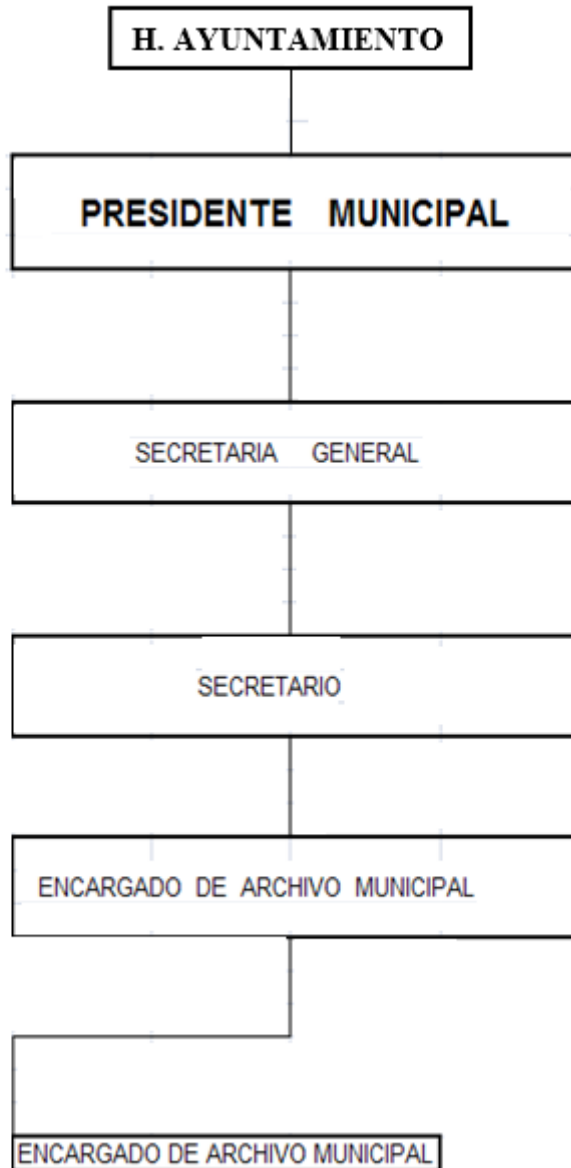 H. AYUNTAMIENTO
PRESIDENTE MUNICIPAL
SECRETARIA GENERAL
SECRETARIO
ENCARGADO DE ARCHIVO MUNICIPAL
ENCARGADO DE ARCHIVO MUNICIPAL